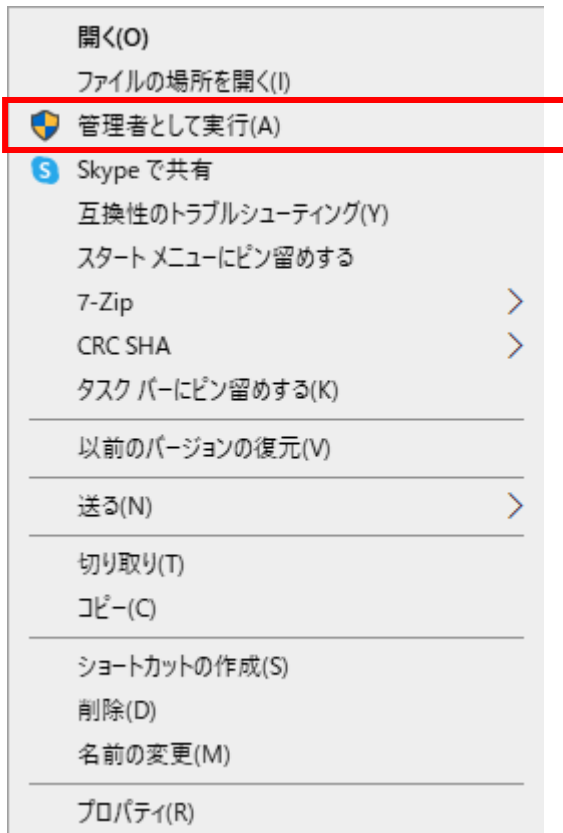 開く(O)
ファイルの場所を開く(I)
管理者として実行(A)
Skype で共有
互換性のトラブルシューティング(Y)
スタート メニューにピン留めする
7-Zip
CRC SHA
タスク バーにピン留めする(K)
以前のバージョンの復元(V)
送る(N)
切り取り(T)
コピー(C)
ショートカットの作成(S)
削除(D)
名前の変更(M)
プロパティ(R)